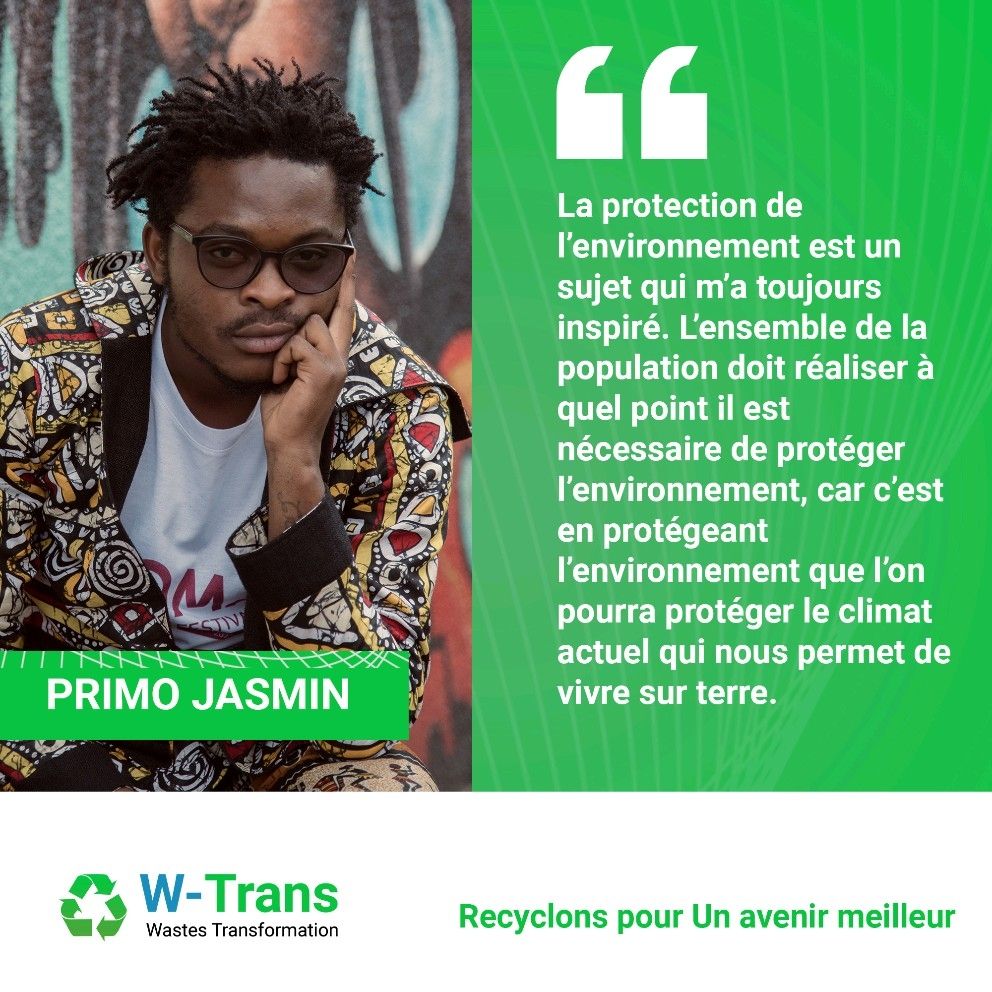 La protection de
l'environnement est un
sujet qui m'a toujours
inspiré. L'ensemble de la
population doit réaliser à
quel point il est
nécessaire de protéger
l'environnement, car c'est
en protégeant
l'environnement que l'on
pourra protéger le climat
actuel qui nous permet de
vivre sur terre.
PRIMO JASMIN
W-Trans
Wastes Transformation
Recyclons pour Un avenir meilleur